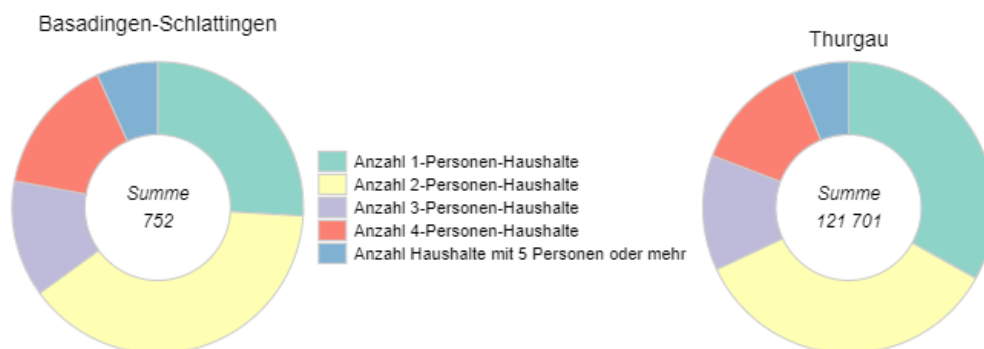 Basadingen-Schlattingen
Summe
752
Anzahl 1-Personen-Haushalte
Anzahl 2-Personen-Haushalte
Anzahl 3-Personen-Haushalte
Anzahl 4-Personen-Haushalte
Anzahl Haushalte mit 5 Personen oder mehr
Thurgau
Summe
121 701